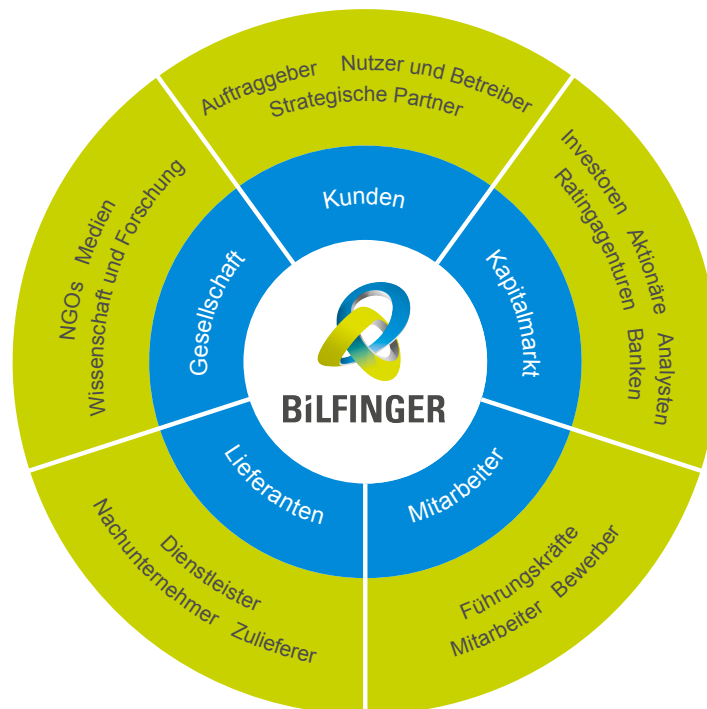 Auftraggeber Nutzer und Betreiber
Strategische Partner
Kunden
Investoren Aktionäre Analysten
Ratingagenturen Banken
Kapitalmarkt
Mitarbeiter
Führungskräfte
Mitarbeiter Bewerber
Lieferanten
Dienstleister
Nachunternehmer Zulieferer
Gesellschaft
NGOs Medien
Wissenschaft und Forschung
BiLFINGER